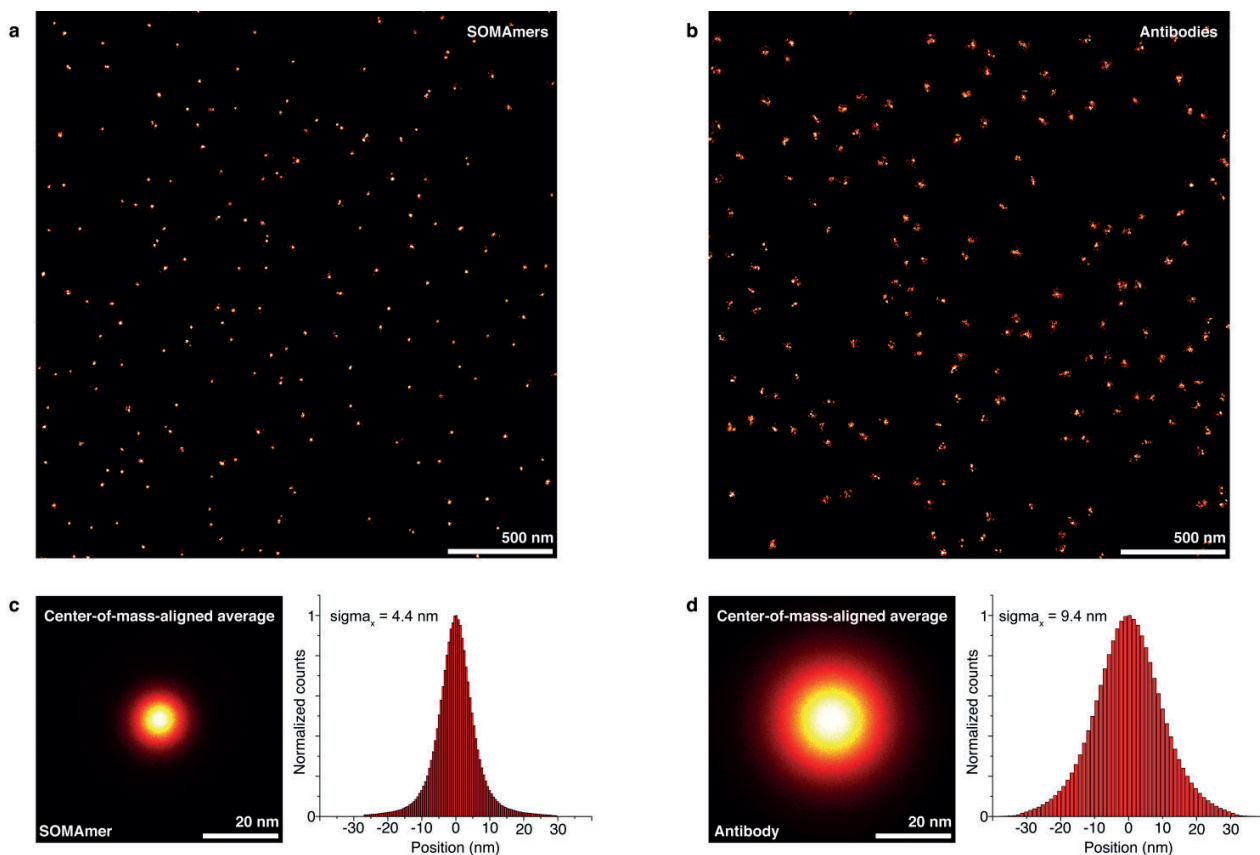 a
SOMAmers
500 nm
b
Antibodies
500 nm
c
Center-of-mass-aligned average
SOMAmer
20 nm
sigmax = 4.4 nm
Normalized counts
1
0
-30 -20 -10 0 10 20 30
Position (nm)
d
Center-of-mass-aligned average
Antibody
20 nm
sigmax = 9.4 nm
Normalized counts
1
0
-30 -20 -10 0 10 20 30
Position (nm)